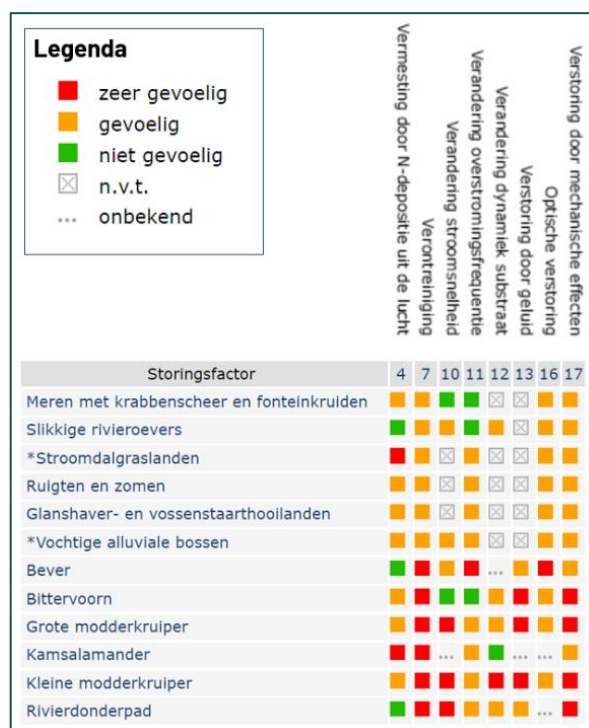 Legenda
zeer gevoelig
gevoelig
niet gevoelig
n.v.t.
... onbekend
Vermesting door N-depositie uit de lucht
Verontreiniging
Verandering stroomsnelheid
Verandering overstromingsfrequentie
Verandering dynamiek substraat
Verstoring door geluid
Optische verstoring
Verstoring door mechanische effecten
Storingsfactor 4 7 10 11 12 13 16 17
Meren met krabbenscheer en fonteinkruiden
Slikkige rivieroevers
*Stroomdalgraslanden
Ruigten en zomen
Glanshaver- en vossenstaarthooilanden
*Vochtige alluviale bossen
Bever ...
Bittervoorn
Grote modderkruiper
Kamsalamander ... ... ...
Kleine modderkruiper
Rivierdonderpad ...